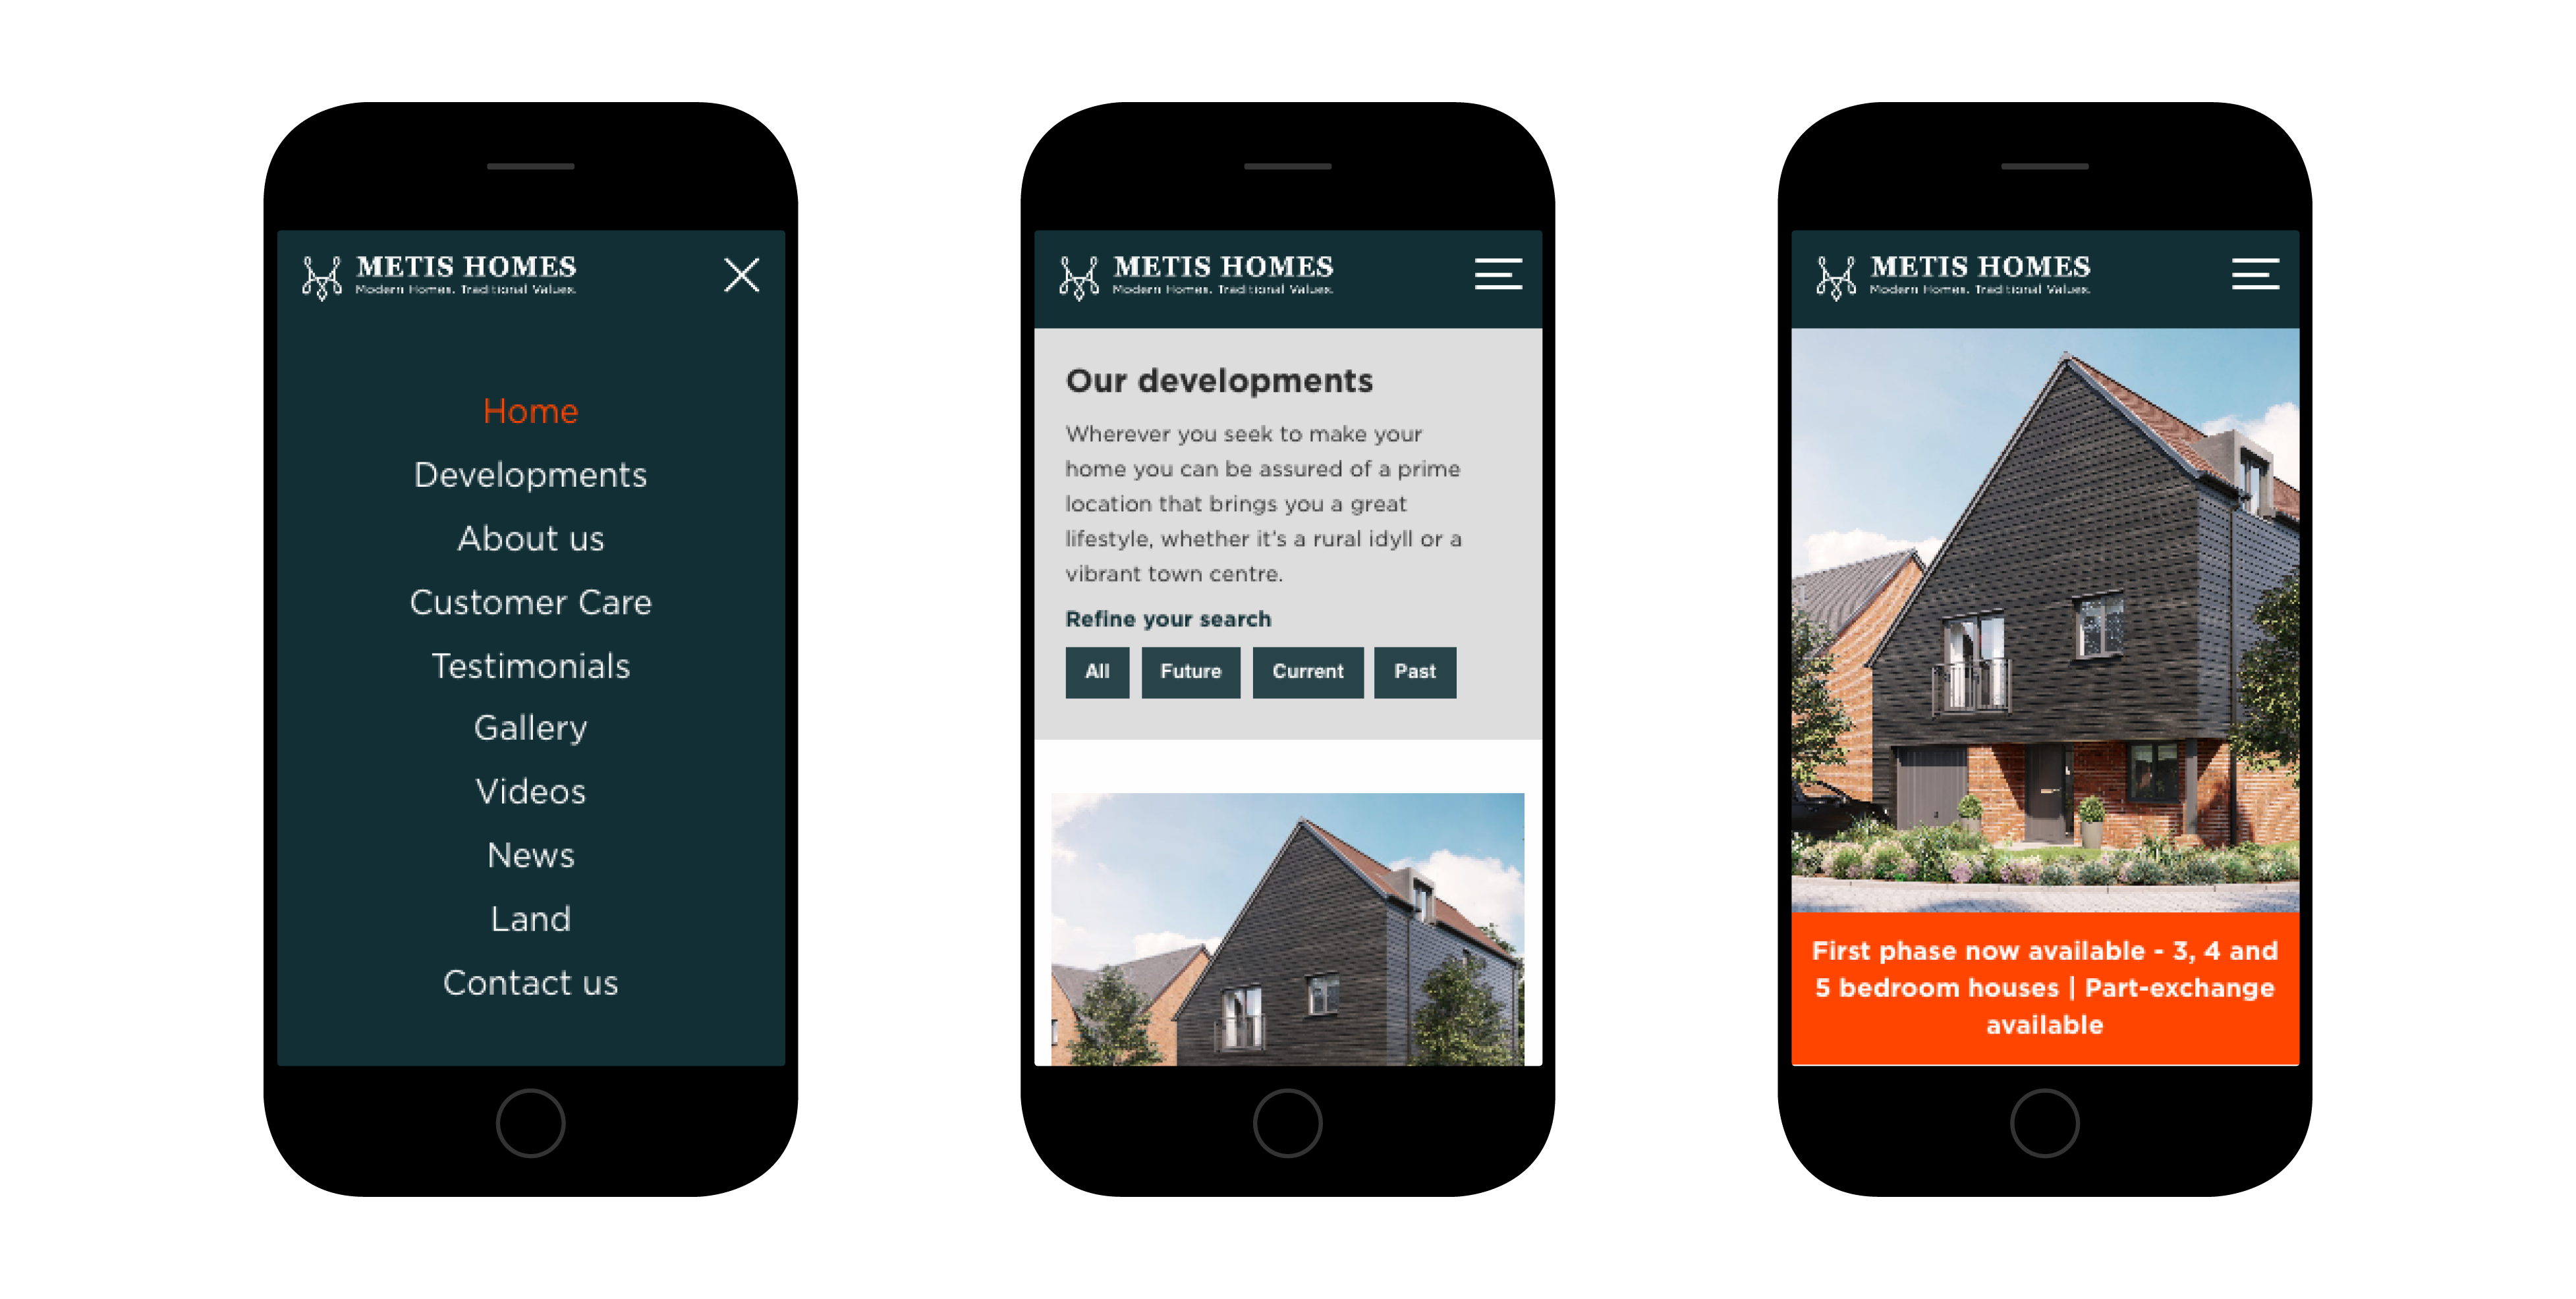 METIS HOMES
Modern Homes. Traditional Values.
Home
Developments
About us
Customer Care
Testimonials
Gallery
Videos
News
Land
Contact us
METIS HOMES
Modern Homes. Traditional Values.
Our developments
Wherever you seek to make your
home you can be assured of a prime
location that brings you a great
lifestyle, whether it's a rural idyll or a
vibrant town centre.
Refine your search
All Future Current Past
METIS HOMES
Modern Homes. Traditional Values.
First phase now available - 3, 4 and
5 bedroom houses | Part-exchange
available